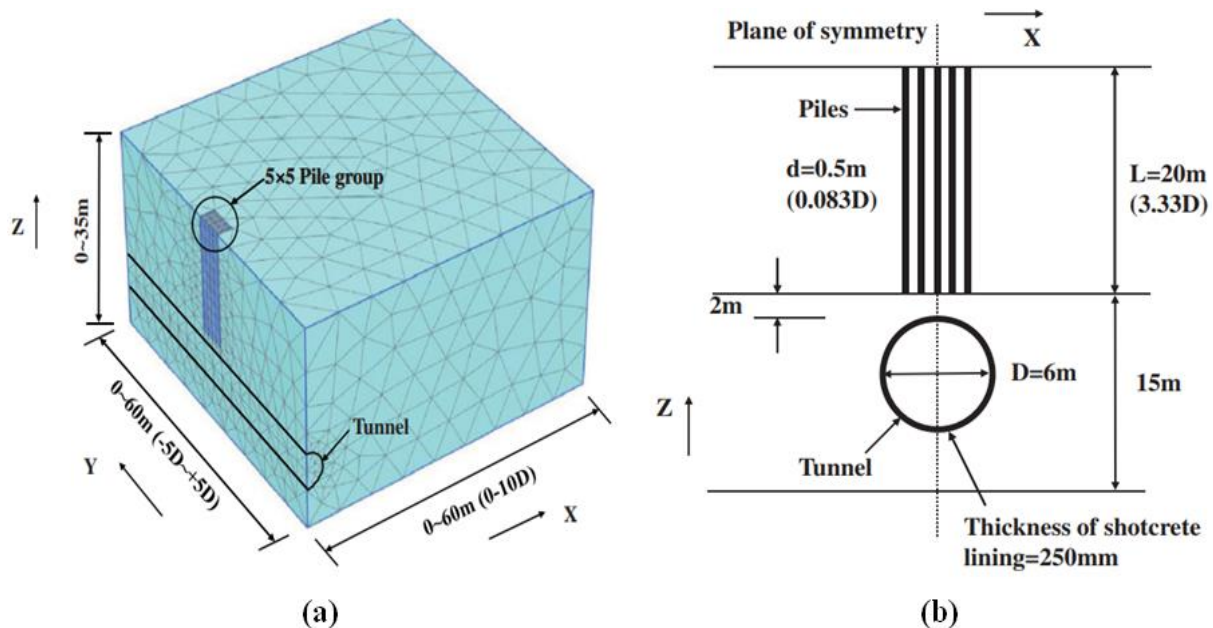 5×5 Pile group
Z
0~35m
0~60m (-5D~+5D)
Y
Tunnel
0~60m (0-10D)
X
(a)
Plane of symmetry
X
Piles
d=0.5m
(0.083D)
L=20m
(3.33D)
2m
D=6m
15m
Z
Tunnel
Thickness of shotcrete
lining=250mm
(b)